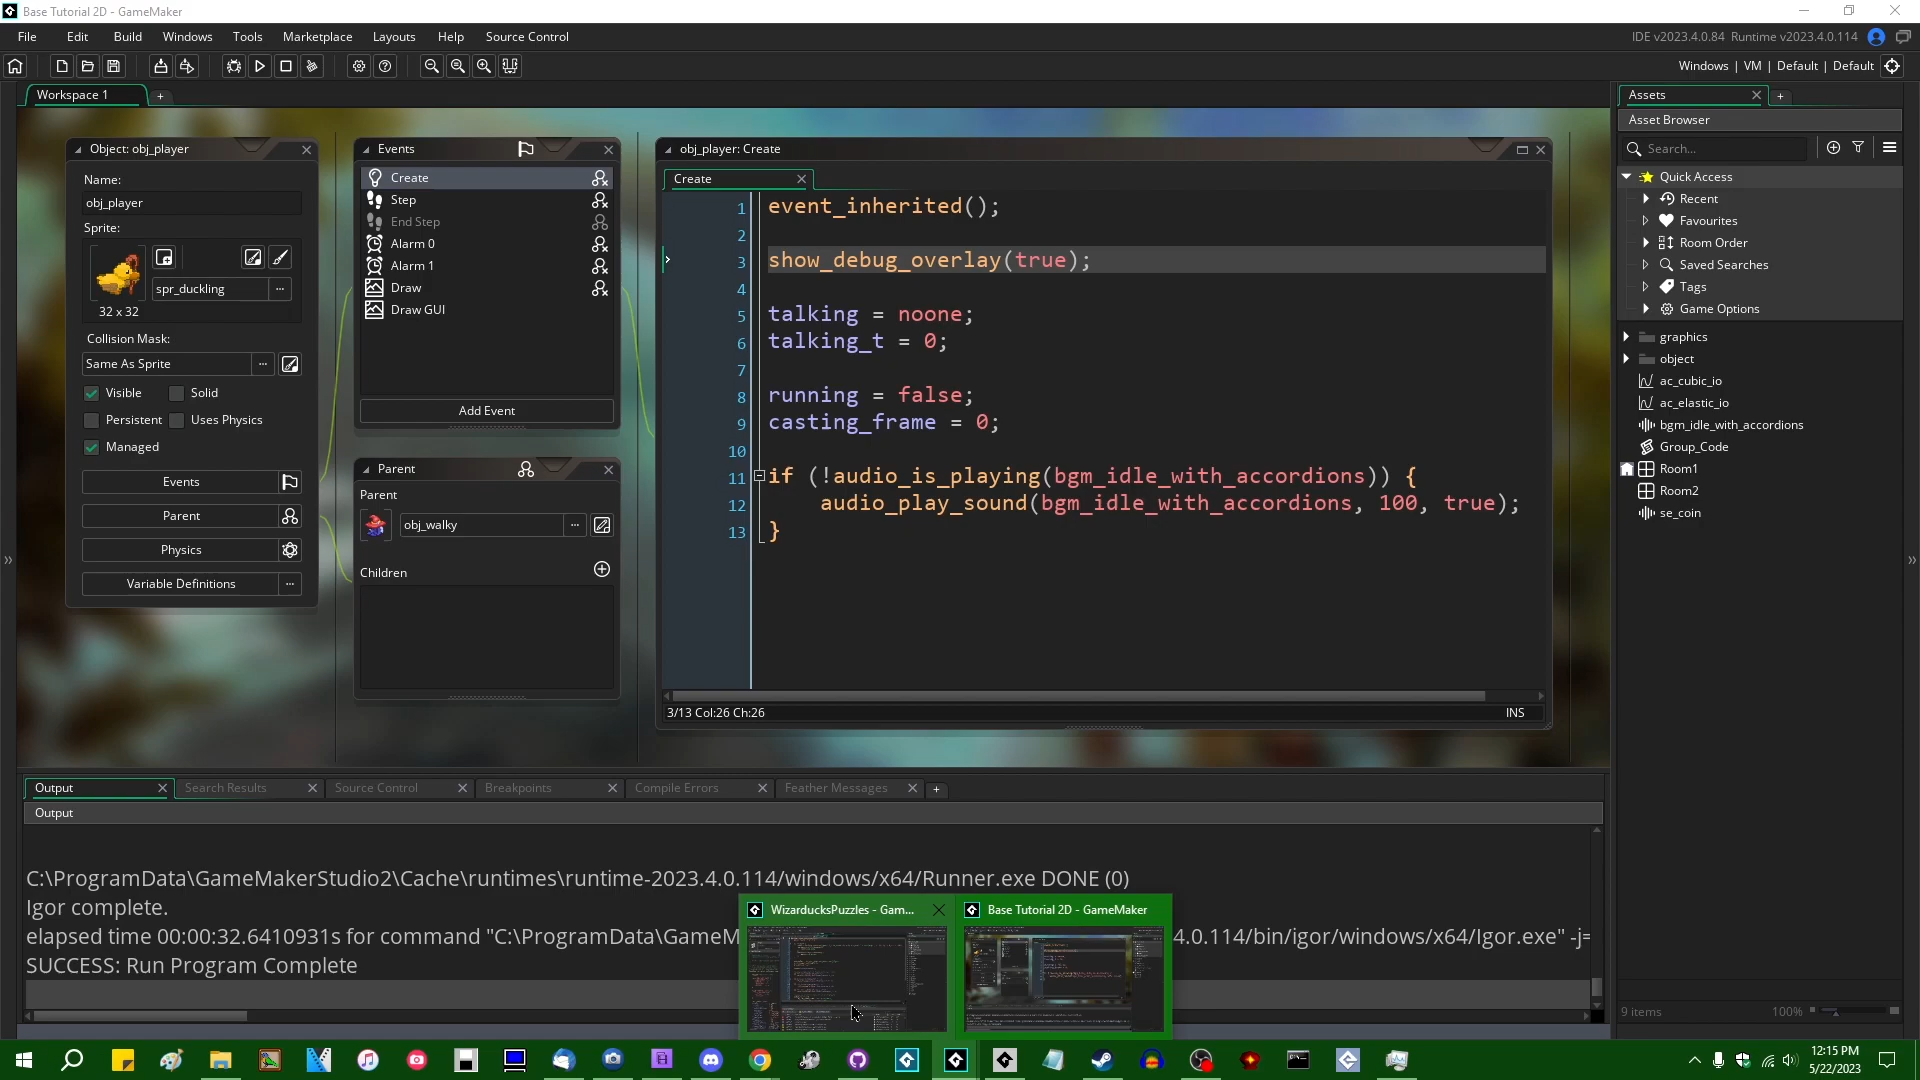 Base Tutorial 2D - GameMaker
File Edit Build Windows Tools Marketplace Layouts Help Source Control
IDE v2023.4.0.84 Runtime v2023.4.0.114
Windows | VM | Default | Default
Workspace 1
Object: obj_player
Name:
obj_player
Sprite:
spr_duckling
32 x 32
Collision Mask:
Same As Sprite
Visible Solid
Persistent Uses Physics
Managed
Events
Parent
Physics
Variable Definitions
Events
Create
Step
End Step
Alarm 0
Alarm 1
Draw
Draw GUI
Add Event
Parent
Parent
obj_walky
Children
obj_player: Create
Create
1 event_inherited();
2
3 show_debug_overlay(true);
4
5 talking = noone;
6 talking_t = 0;
7
8 running = false;
9 casting_frame = 0;
10
11 if (!audio_is_playing(bgm_idle_with_accordions)) {
12 audio_play_sound(bgm_idle_with_accordions, 100, true);
13 }
3/13 Col:26 Ch:26 INS
Assets
Asset Browser
Search...
Quick Access
Recent
Favourites
Room Order
Saved Searches
Tags
Game Options
graphics
object
ac_cubic_io
ac_elastic_io
bgm_idle_with_accordions
Group_Code
Room1
Room2
se_coin
9 items 100%
Output Search Results Source Control Breakpoints Compile Errors Feather Messages
Output
C:\ProgramData\GameMakerStudio2\Cache\runtimes\runtime-2023.4.0.114/windows/x64/Runner.exe DONE (0)
Igor complete.
elapsed time 00:00:32.6410931s for command "C:\ProgramData\GameM 4.0.114/bin/igor/windows/x64/Igor.exe" -j=
SUCCESS: Run Program Complete
WizarducksPuzzles - Gam...
Base Tutorial 2D - GameMaker
12:15 PM
5/22/2023